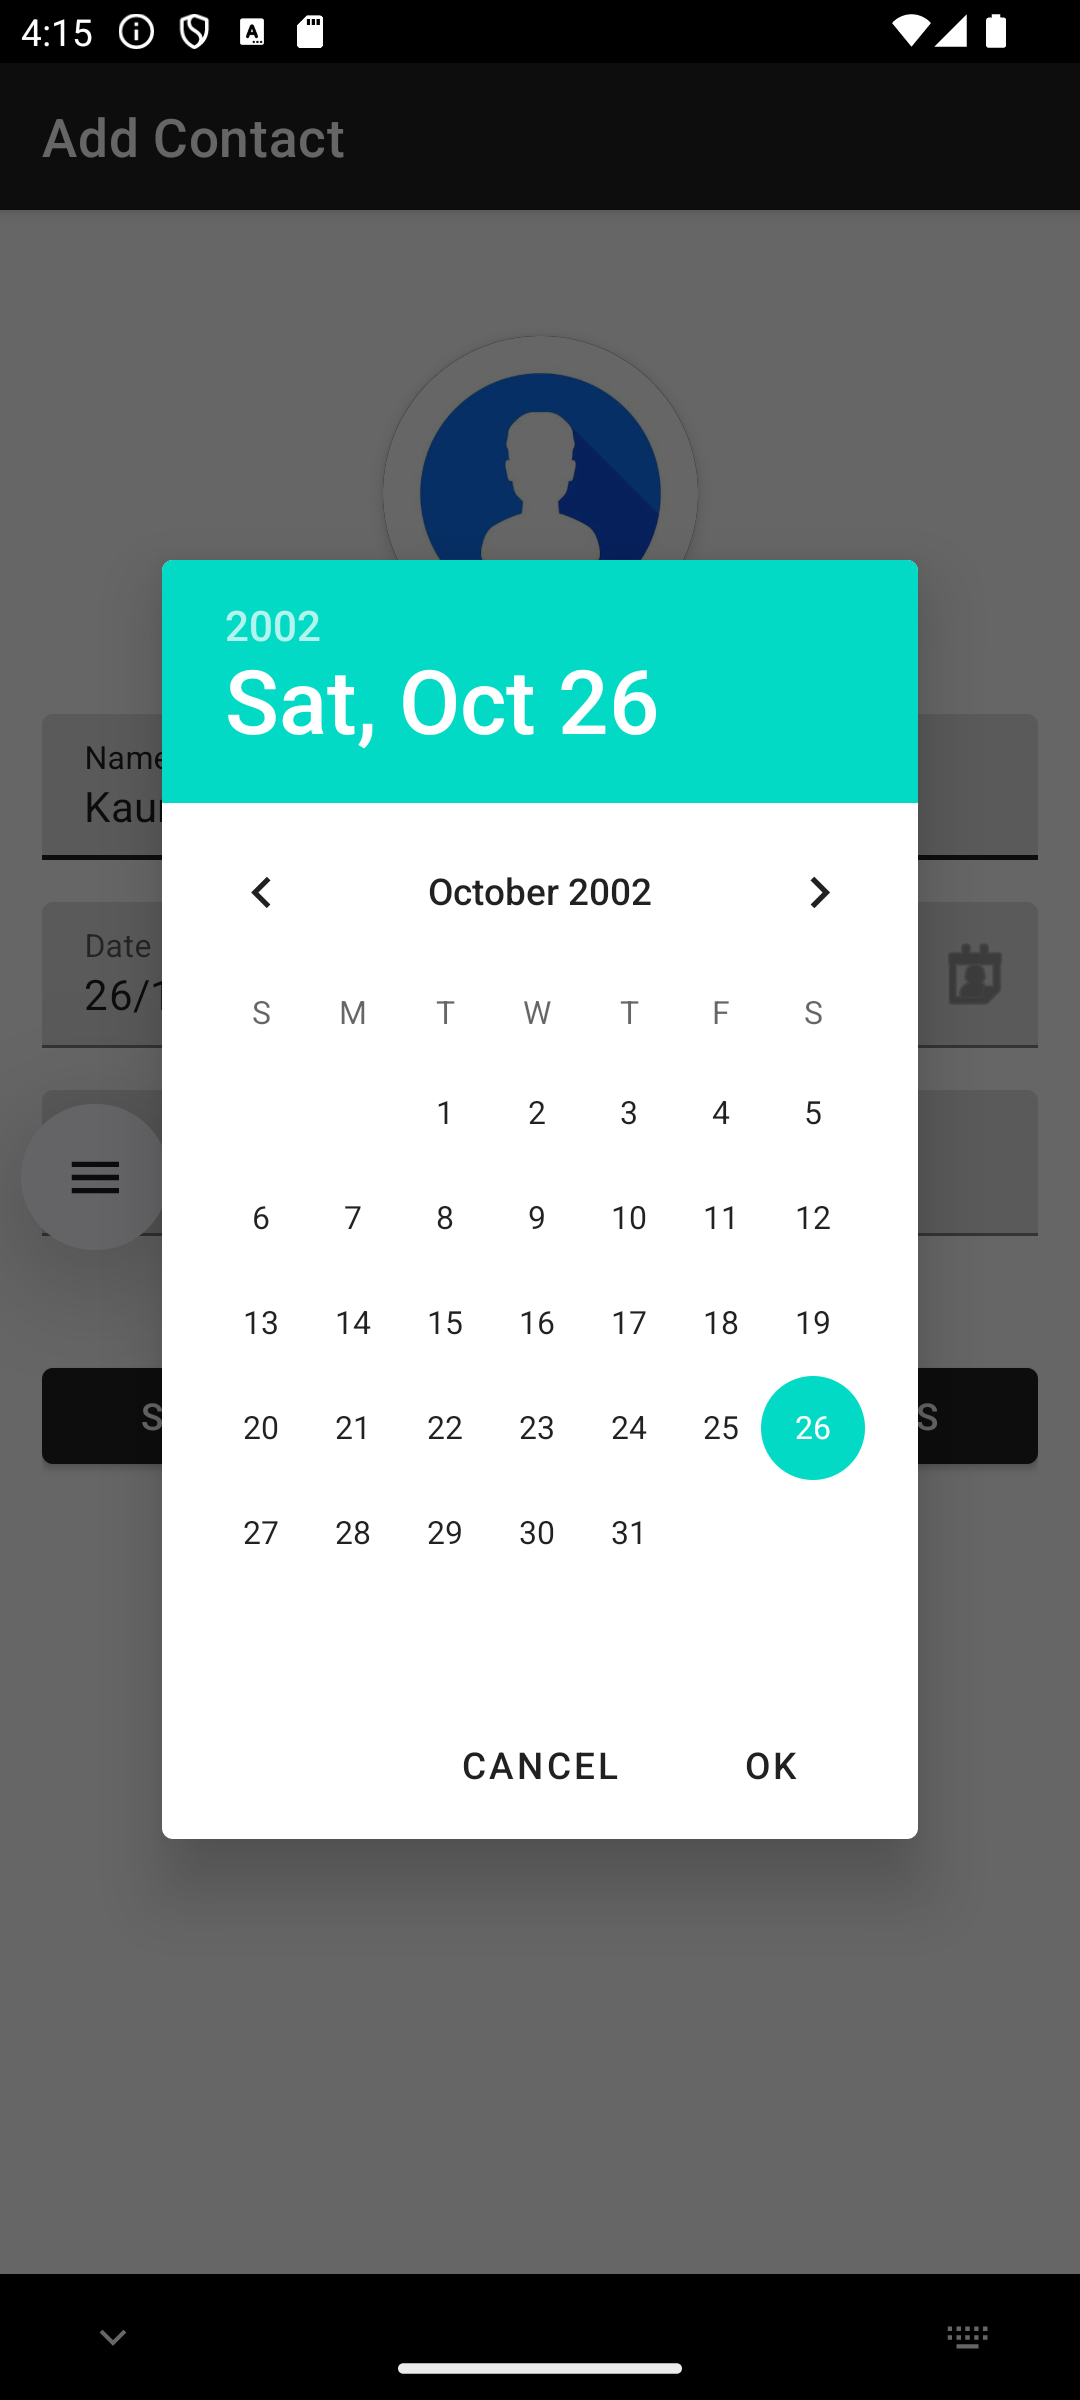 4:15
Add Contact
2002
Sat, Oct 26
Name
Date
26/1
October 2002
S M T W T F S
1 2 3 4 5
6 7 8 9 10 11 12
13 14 15 16 17 18 19
20 21 22 23 24 25 26
27 28 29 30 31
CANCEL OK